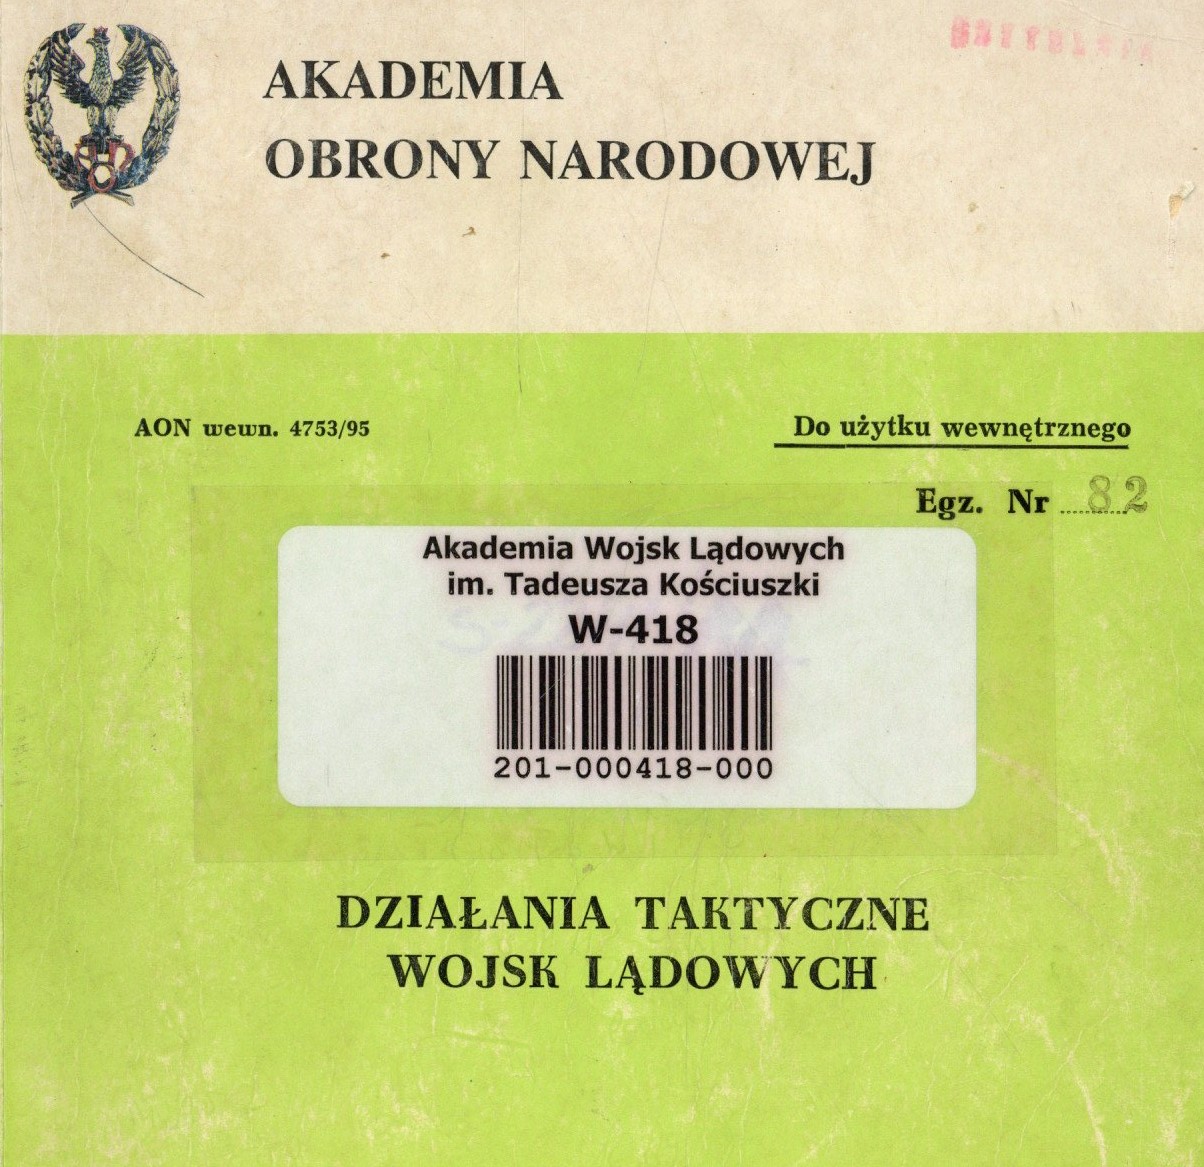 AKADEMIA
OBRONY NARODOWEJ
AON wewn. 4753/95
Do użytku wewnętrznego
Egz. Nr 82
Akademia Wojsk Lądowych
im. Tadeusza Kościuszki
W-418
201-000418-000
DZIAŁANIA TAKTYCZNE
WOJSK LĄDOWYCH